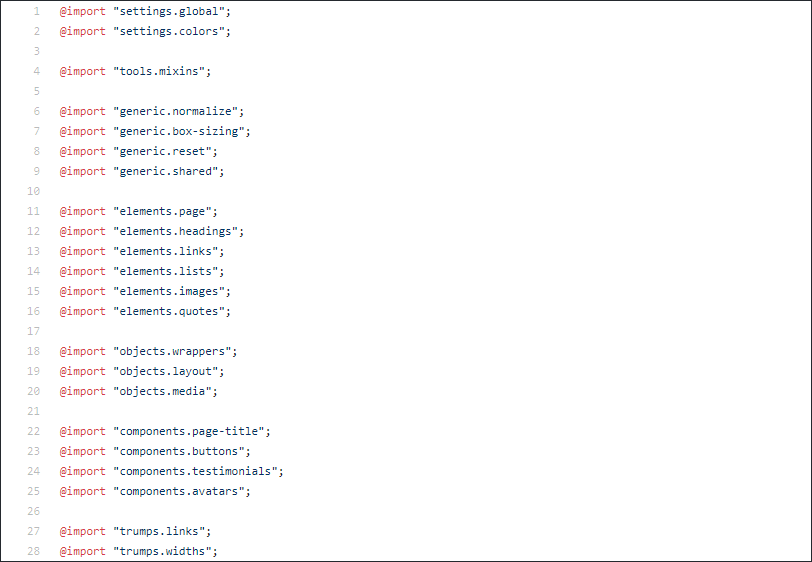 1 @import "settings.global";
2 @import "settings.colors";
3
4 @import "tools.mixins";
5
6 @import "generic.normalize";
7 @import "generic.box-sizing";
8 @import "generic.reset";
9 @import "generic.shared";
10
11 @import "elements.page";
12 @import "elements.headings";
13 @import "elements.links";
14 @import "elements.lists";
15 @import "elements.images";
16 @import "elements.quotes";
17
18 @import "objects.wrappers";
19 @import "objects.layout";
20 @import "objects.media";
21
22 @import "components.page-title";
23 @import "components.buttons";
24 @import "components.testimonials";
25 @import "components.avatars";
26
27 @import "trumps.links";
28 @import "trumps.widths";